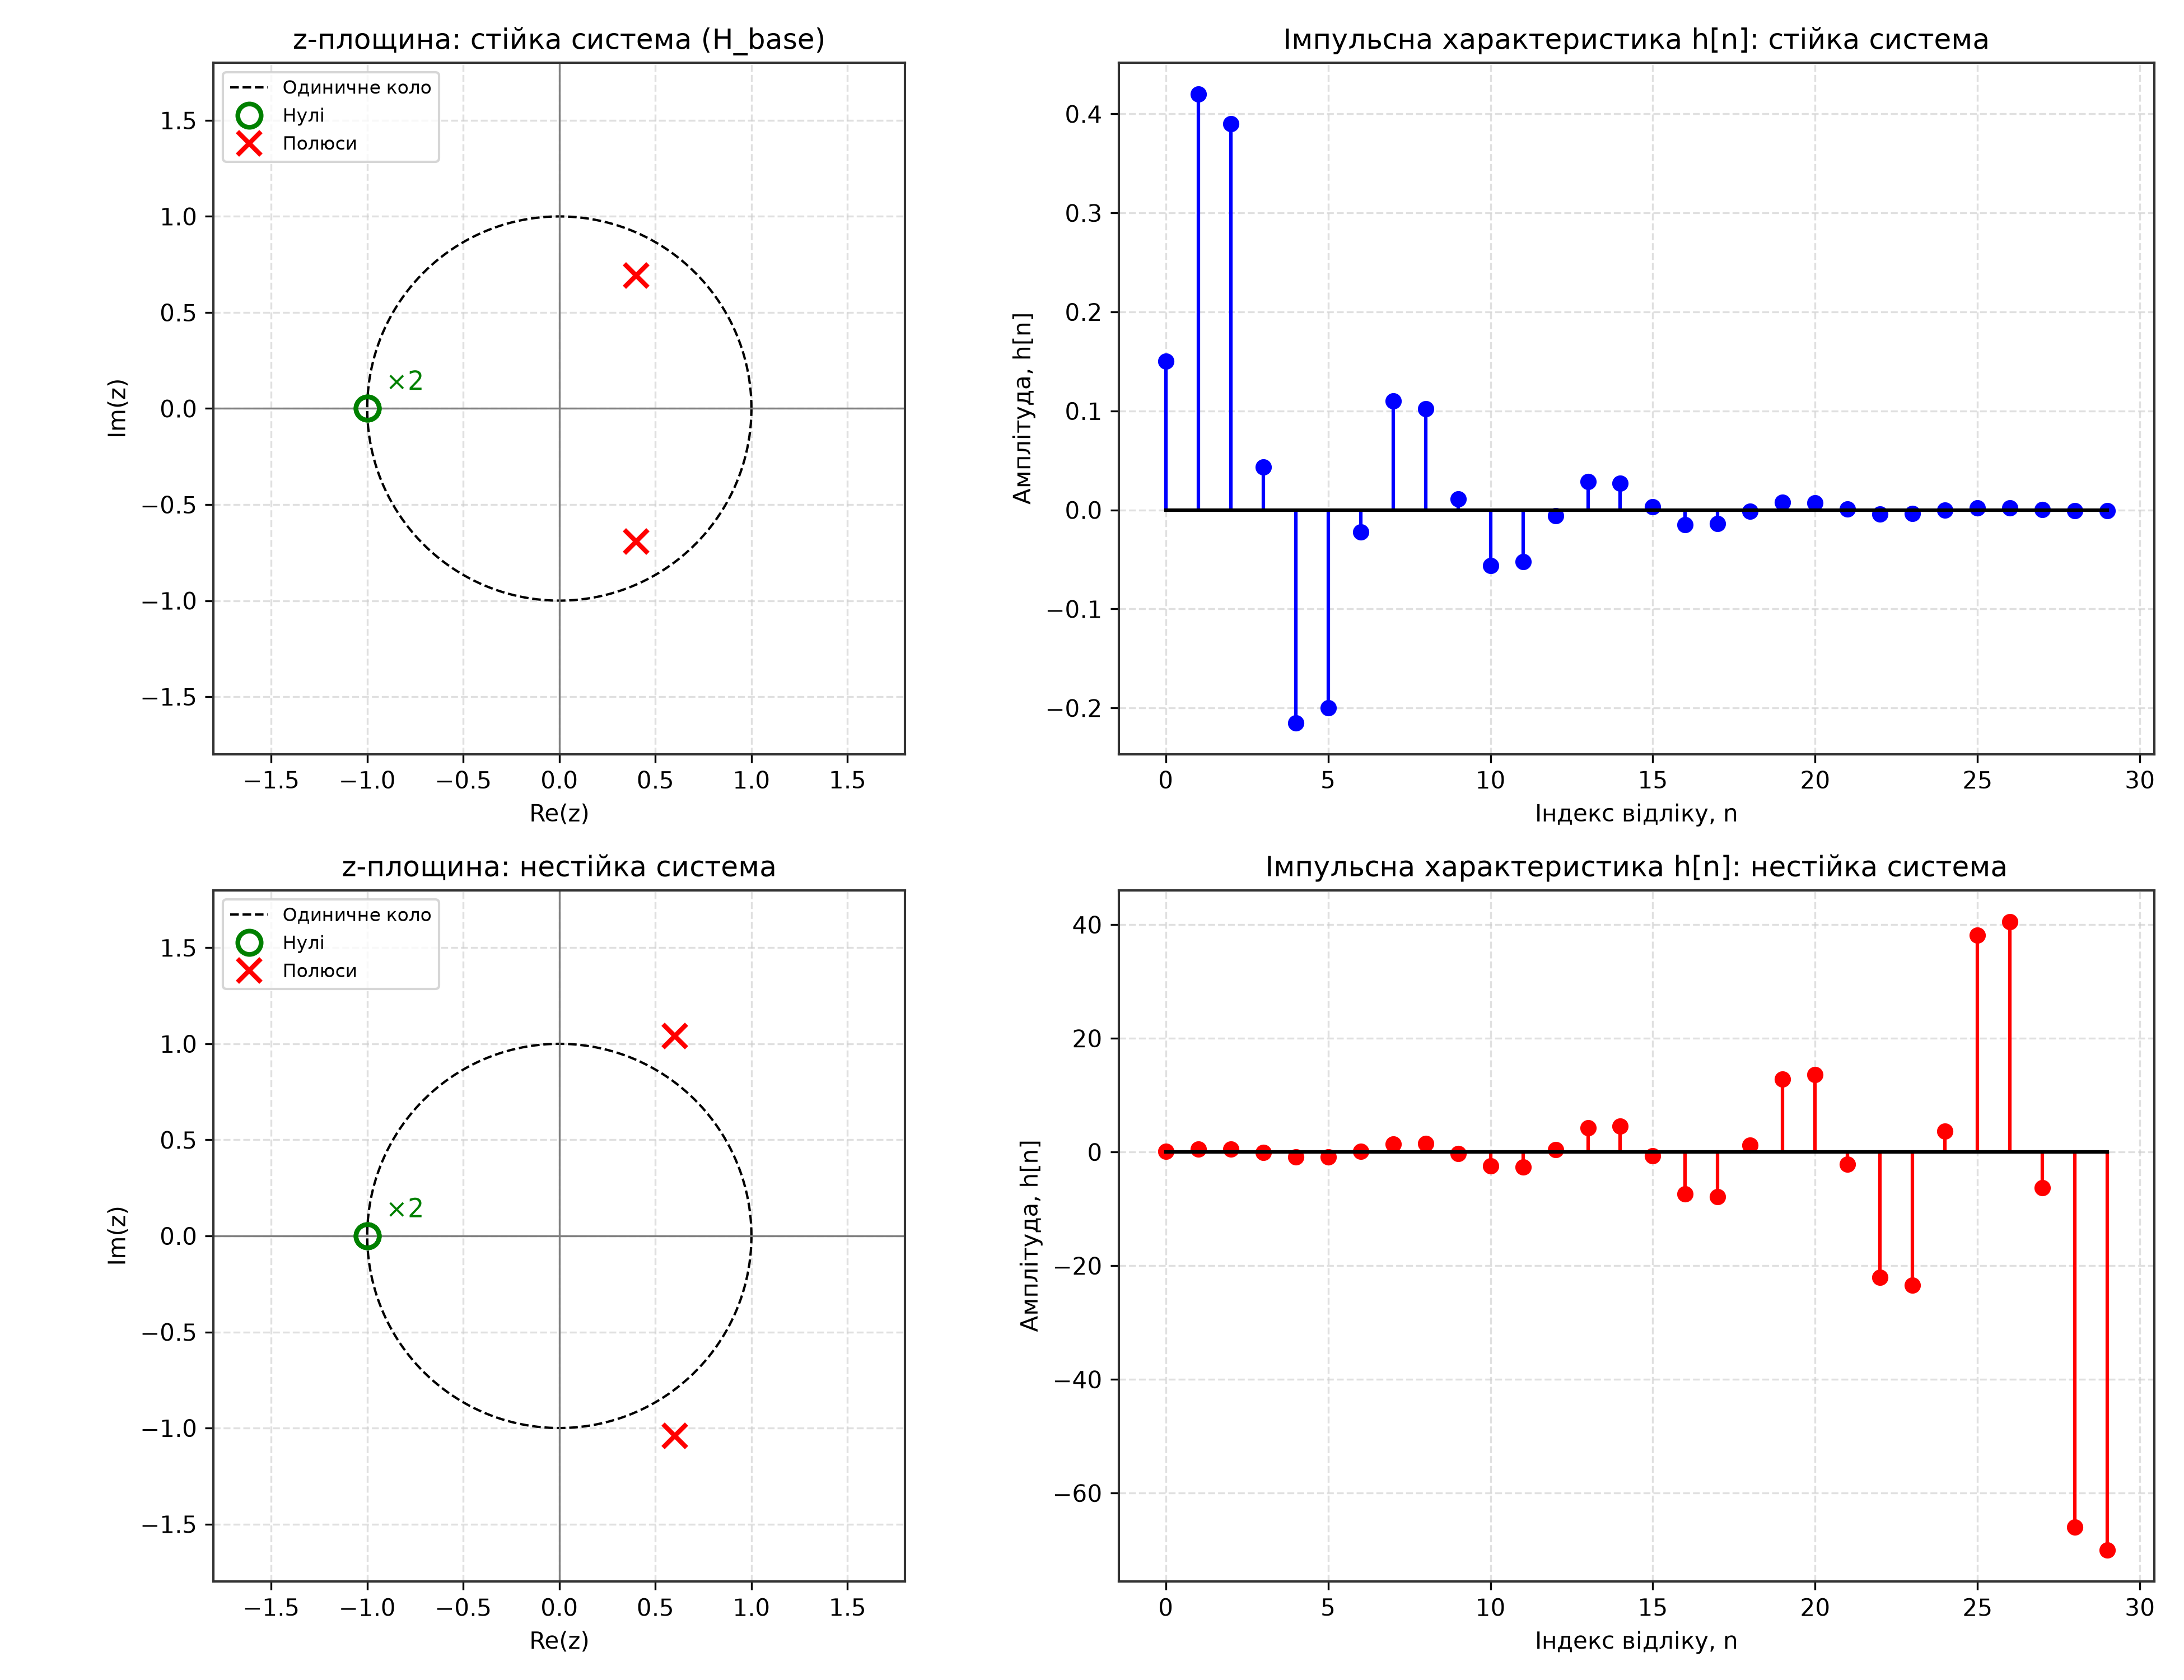 z-площина: стійка система (H_base)
Одиничне коло
Нулі
Полюси
×2
Im(z)
1.5
1.0
0.5
0.0
−0.5
−1.0
−1.5
−1.5 −1.0 −0.5 0.0 0.5 1.0 1.5
Re(z)
Імпульсна характеристика h[n]: стійка система
Амплітуда, h[n]
0.4
0.3
0.2
0.1
0.0
−0.1
−0.2
0 5 10 15 20 25 30
Індекс відліку, n
z-площина: нестійка система
Одиничне коло
Нулі
Полюси
×2
Im(z)
1.5
1.0
0.5
0.0
−0.5
−1.0
−1.5
−1.5 −1.0 −0.5 0.0 0.5 1.0 1.5
Re(z)
Імпульсна характеристика h[n]: нестійка система
Амплітуда, h[n]
40
20
0
−20
−40
−60
0 5 10 15 20 25 30
Індекс відліку, n